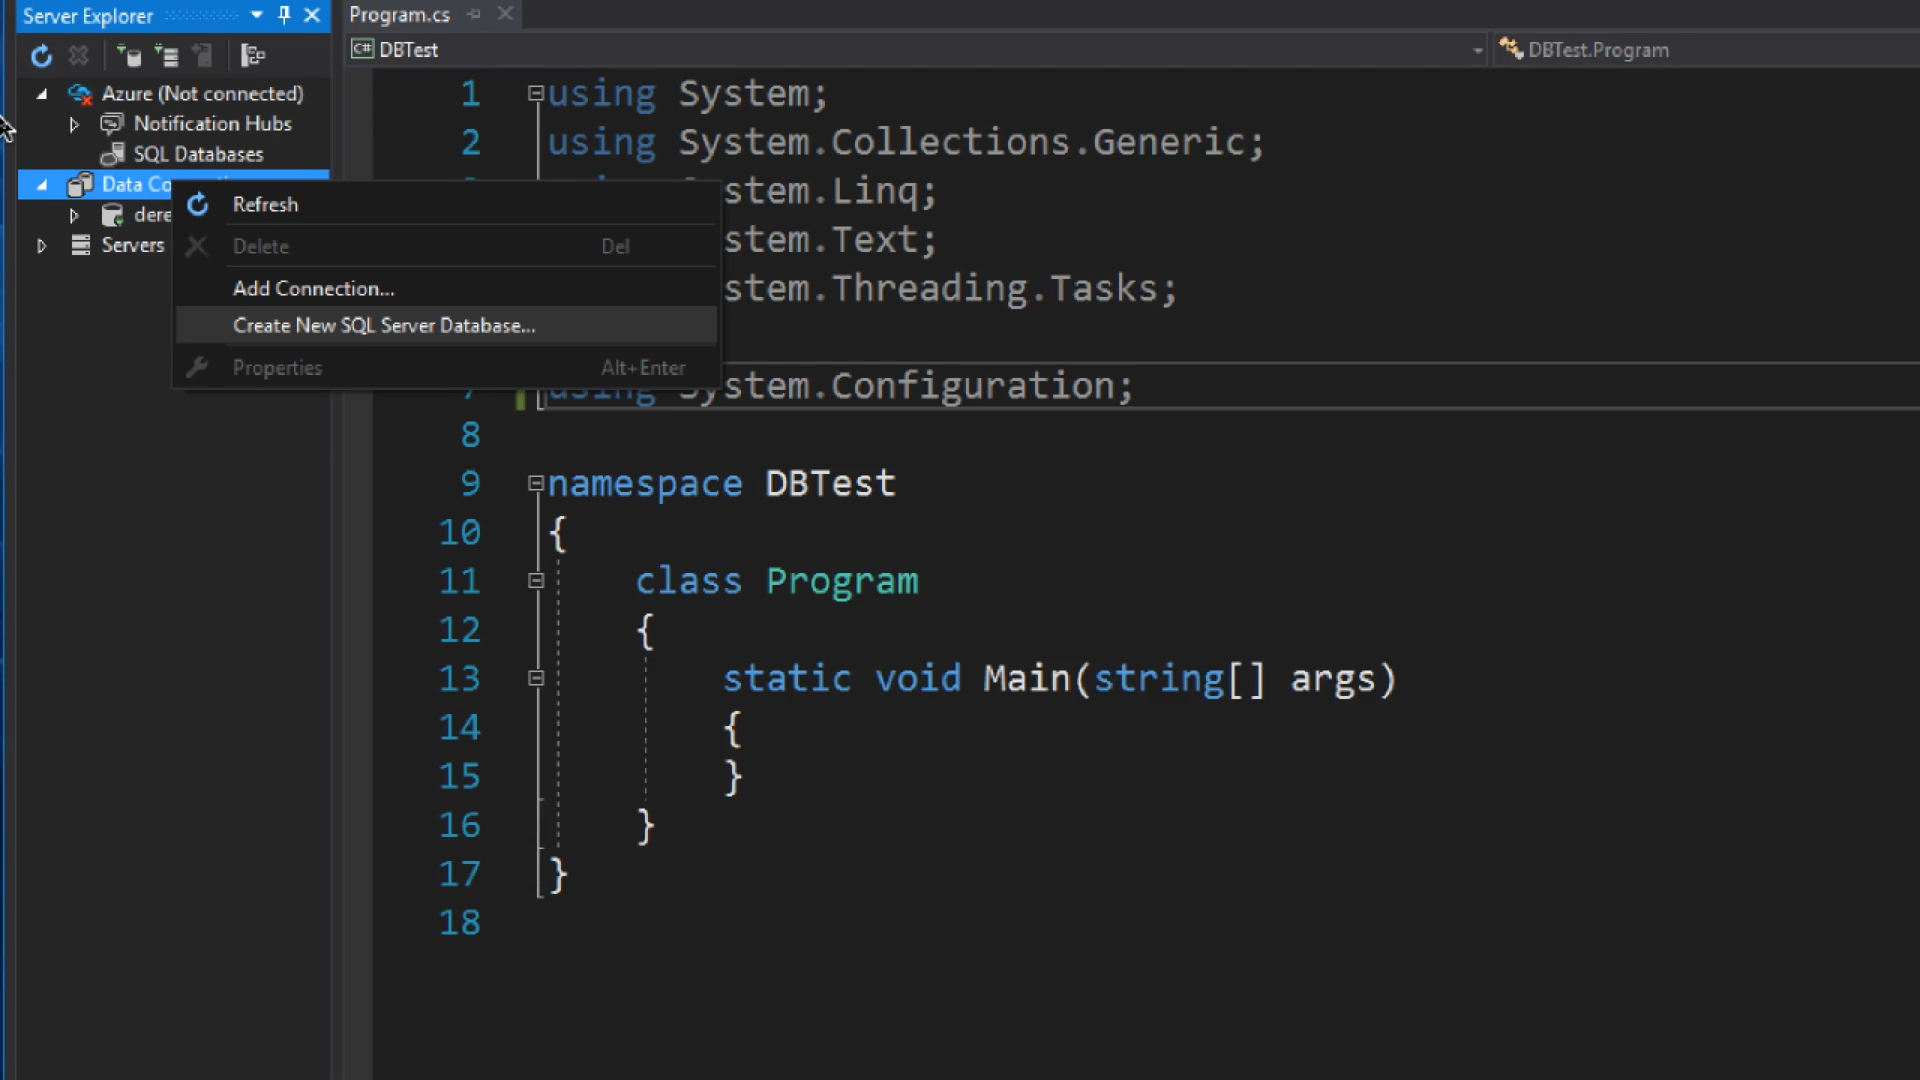 Server Explorer
Azure (Not connected)
Notification Hubs
SQL Databases
Data
Servers
Refresh
Delete Del
Add Connection...
Create New SQL Server Database...
Properties Alt+Enter
Program.cs
C# DBTest
DBTest.Program
1 using System;
2 using System.Collections.Generic;
stem.Linq;
stem.Text;
stem.Threading.Tasks;
7 using System.Configuration;
8
9 namespace DBTest
10 {
11 class Program
12 {
13 static void Main(string[] args)
14 {
15 }
16 }
17 }
18